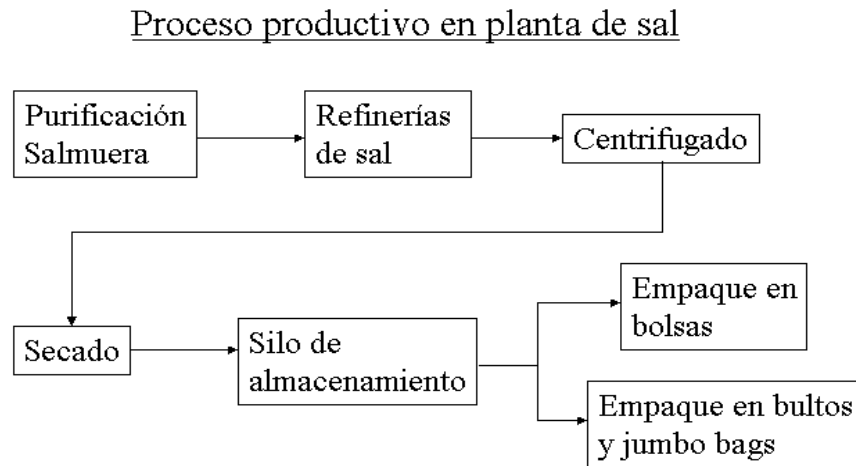 Proceso productivo en planta de sal
Purificación
Salmuera
Refinerías
de sal
Centrifugado
Secado
Silo de
almacenamiento
Empaque en
bolsas
Empaque en bultos
y jumbo bags